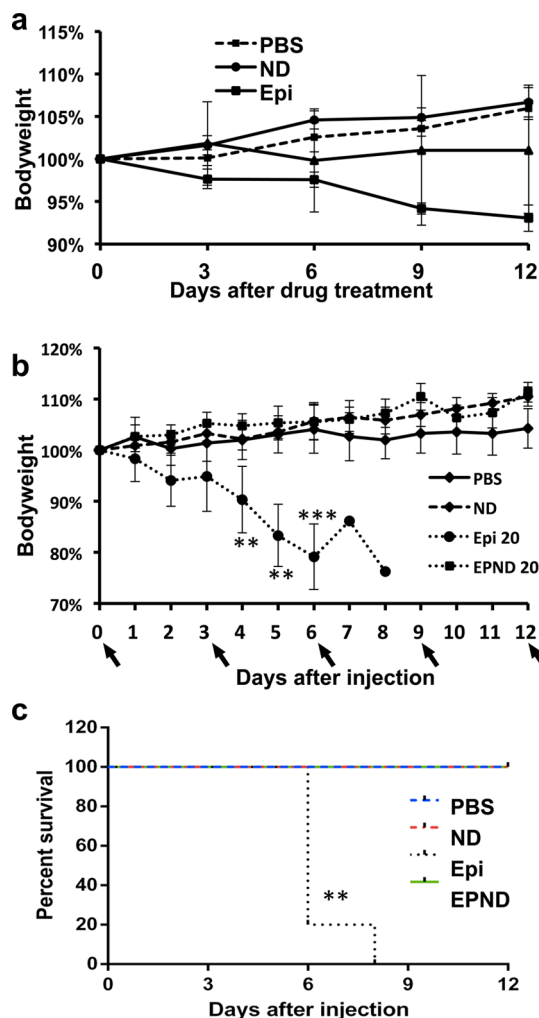 a
115%
110%
105%
100%
95%
90%
Bodyweight
PBS
ND
Epi
0 3 6 9 12
Days after drug treatment
b
120%
110%
100%
90%
80%
70%
Bodyweight
PBS
ND
Epi 20
EPND 20
**
**
***
0 1 2 3 4 5 6 7 8 9 10 11 12
Days after injection
c
120
100
80
60
40
20
0
Percent survival
PBS
ND
Epi
EPND
**
0 3 6 9 12
Days after injection